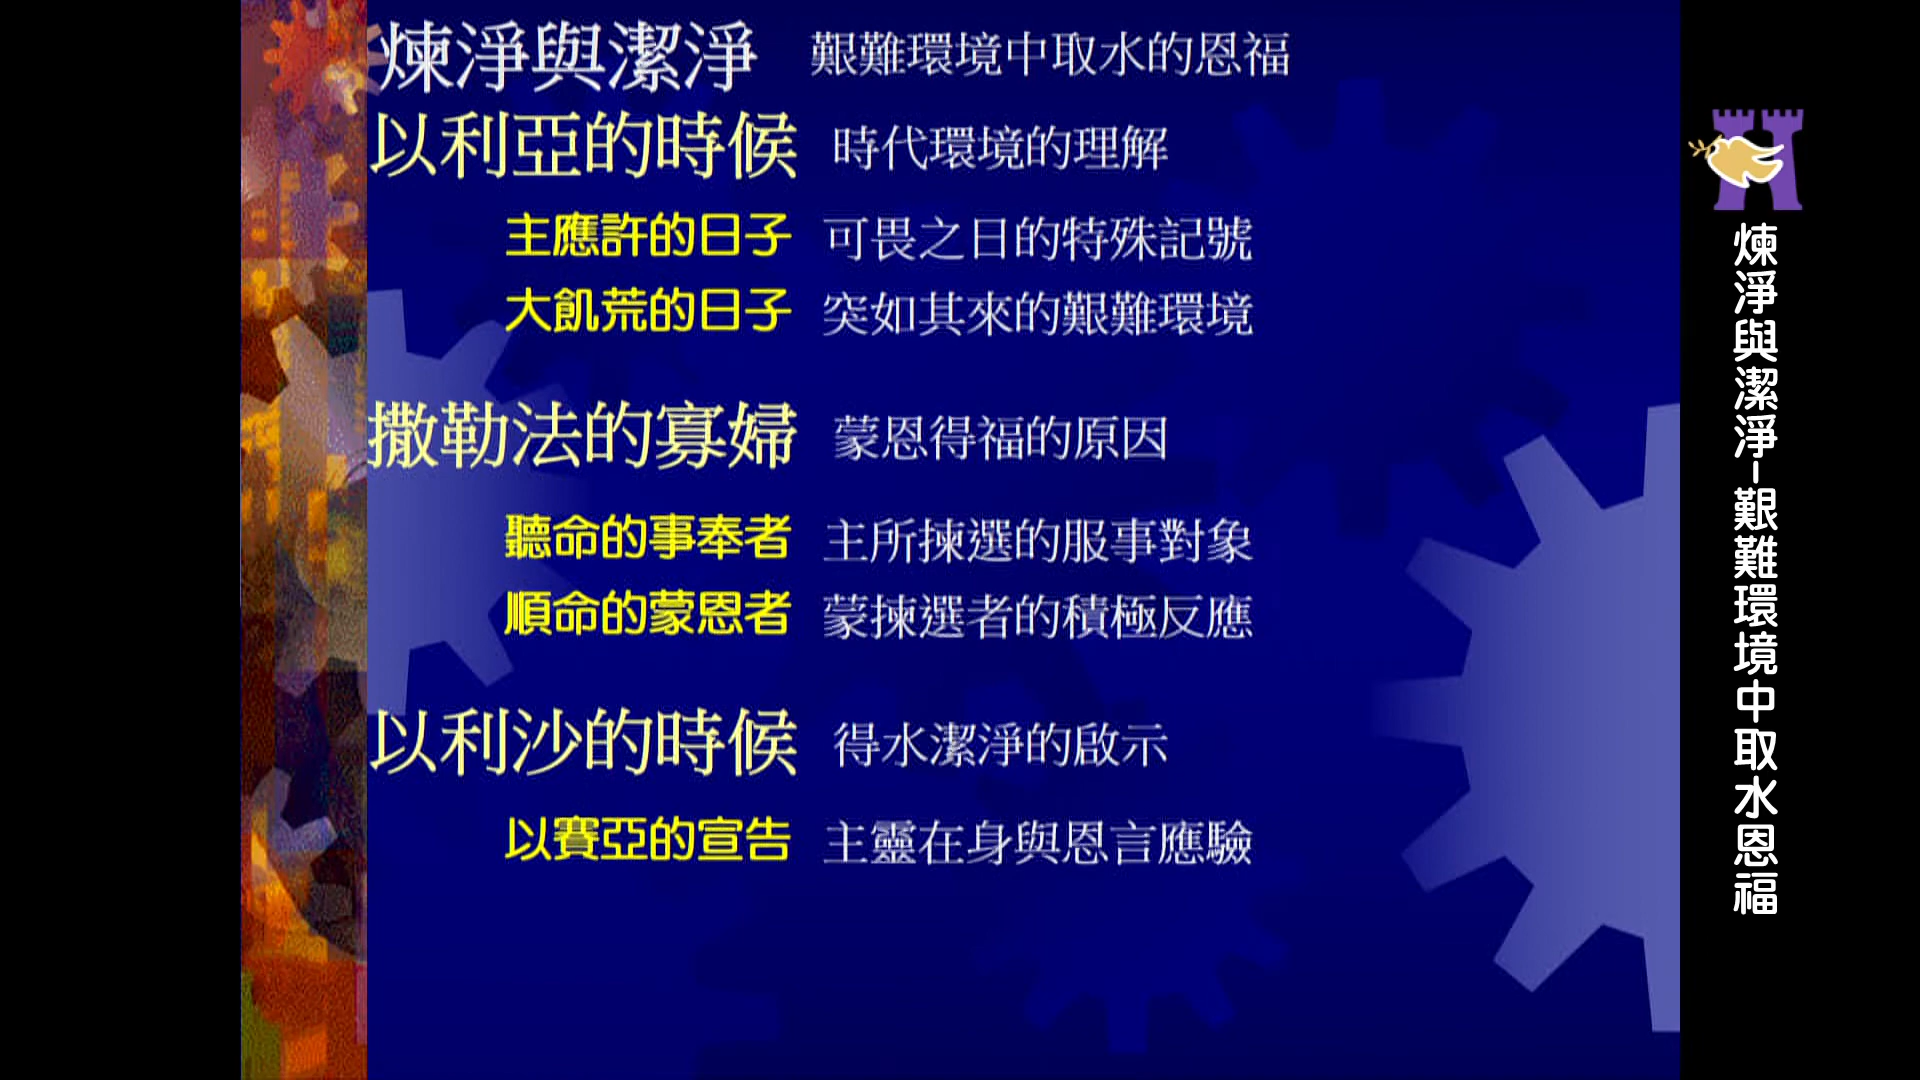 煉淨與潔淨 艱難環境中取水的恩福
以利亞的時候 時代環境的理解
主應許的日子 可畏之日的特殊記號
大飢荒的日子 突如其來的艱難環境
撒勒法的寡婦 蒙恩得福的原因
聽命的事奉者 主所揀選的服事對象
順命的蒙恩者 蒙揀選者的積極反應
以利沙的時候 得水潔淨的啟示
以賽亞的宣告 主靈在身與恩言應驗
煉淨與潔淨-艱難環境中取水恩福